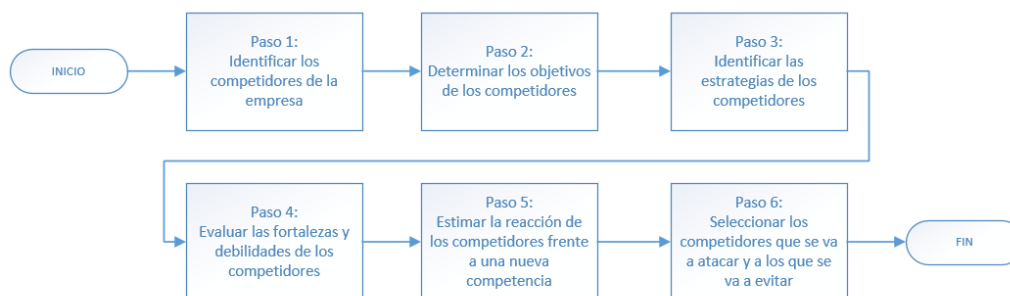 INICIO
Paso 1:
Identificar los
competidores de la
empresa
Paso 2:
Determinar los objetivos
de los competidores
Paso 3:
Identificar las
estrategias de los
competidores
Paso 4:
Evaluar las fortalezas y
debilidades de los
competidores
Paso 5:
Estimar la reacción de
los competidores frente
a una nueva
competencia
Paso 6:
Seleccionar los
competidores que se va
a atacar y a los que se
va a evitar
FIN